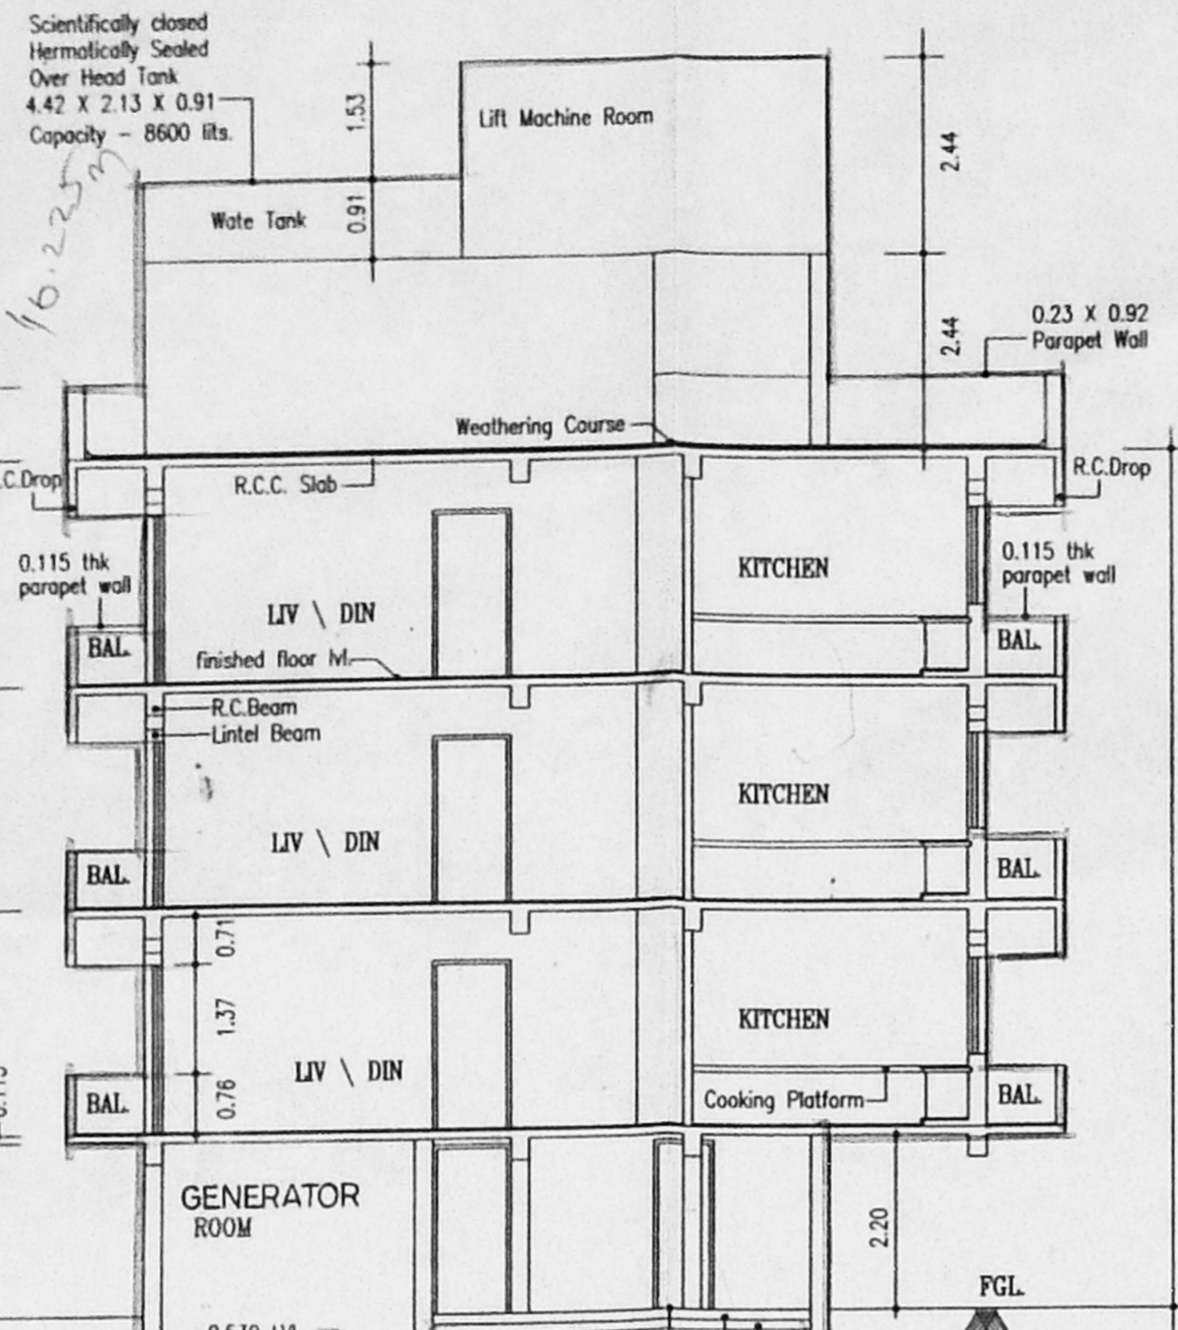 Scientifically closed
Hermatically Sealed
Over Head Tank
4.42 X 2.13 X 0.91
Capacity - 8600 lits.
16.225
1.53
Lift Machine Room
2.44
Wate Tank
0.91
2.44
0.23 X 0.92
Parapet Wall
Weathering Course
R.C.C. Slab
.C.Drop
R.C.Drop
0.115 thk
parapet wall
KITCHEN
0.115 thk
parapet wall
LIV \ DIN
BAL.
BAL.
finished floor lvl.
R.C.Beam
Lintel Beam
KITCHEN
LIV \ DIN
BAL.
BAL.
0.71
1.37
KITCHEN
LIV \ DIN
0.76
BAL.
Cooking Platform
BAL.
GENERATOR
ROOM
2.20
FGL.